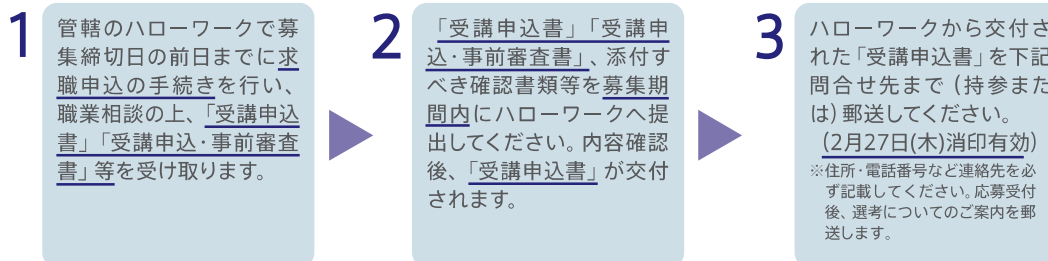 1
管轄のハローワークで募
集締切日の前日までに求
職申込の手続きを行い、
職業相談の上、「受講申込
書」「受講申込・事前審査
書」等を受け取ります。
2
「受講申込書」「受講申
込・事前審査書」、添付す
べき確認書類等を募集期
間内にハローワークへ提
出してください。内容確認
後、「受講申込書」が交付
されます。
3
ハローワークから交付さ
れた「受講申込書」を下記
問合せ先まで(持参また
は)郵送してください。
(2月27日(木)消印有効)
※住所・電話番号など連絡先を必
ず記載してください。応募受付
後、選考についてのご案内を郵
送します。